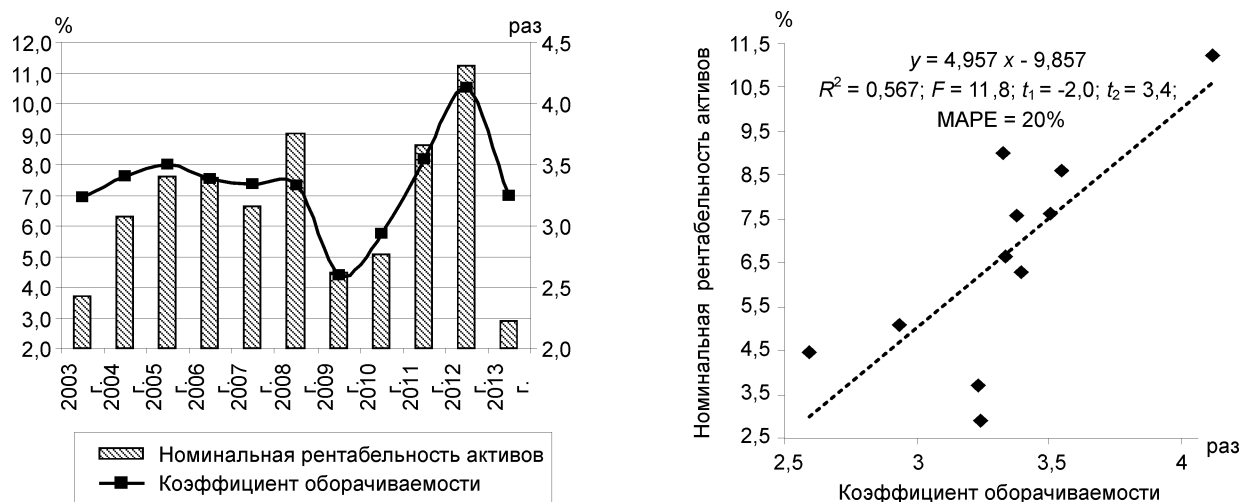 %
раз
12,0
11,0
10,0
9,0
8,0
7,0
6,0
5,0
4,0
3,0
2,0
4,5
4,0
3,5
3,0
2,5
2,0
2003 г.
2004 г.
2005 г.
2006 г.
2007 г.
2008 г.
2009 г.
2010 г.
2011 г.
2012 г.
2013 г.
Номинальная рентабельность активов
Коэффициент оборачиваемости
%
Номинальная рентабельность активов
11,5
10,5
9,5
8,5
7,5
6,5
5,5
4,5
3,5
2,5
y = 4,957 x - 9,857
R² = 0,567; F = 11,8; t₁ = -2,0; t₂ = 3,4;
MAPE = 20%
2,5
3
3,5
4
раз
Коэффициент оборачиваемости